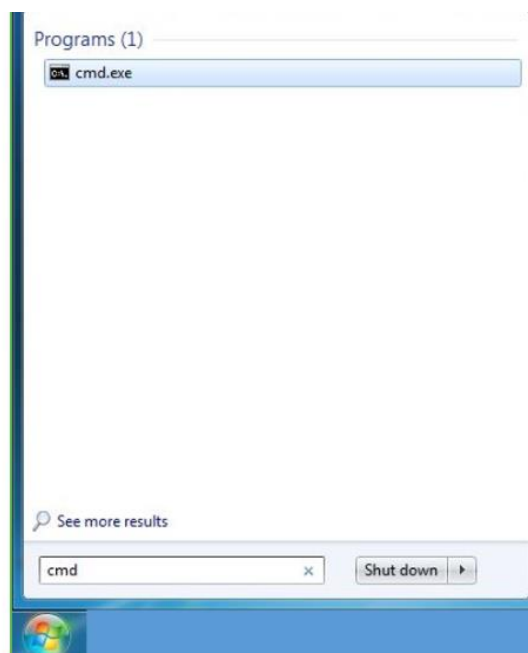 Programs (1)
C:\. cmd.exe
See more results
cmd × Shut down